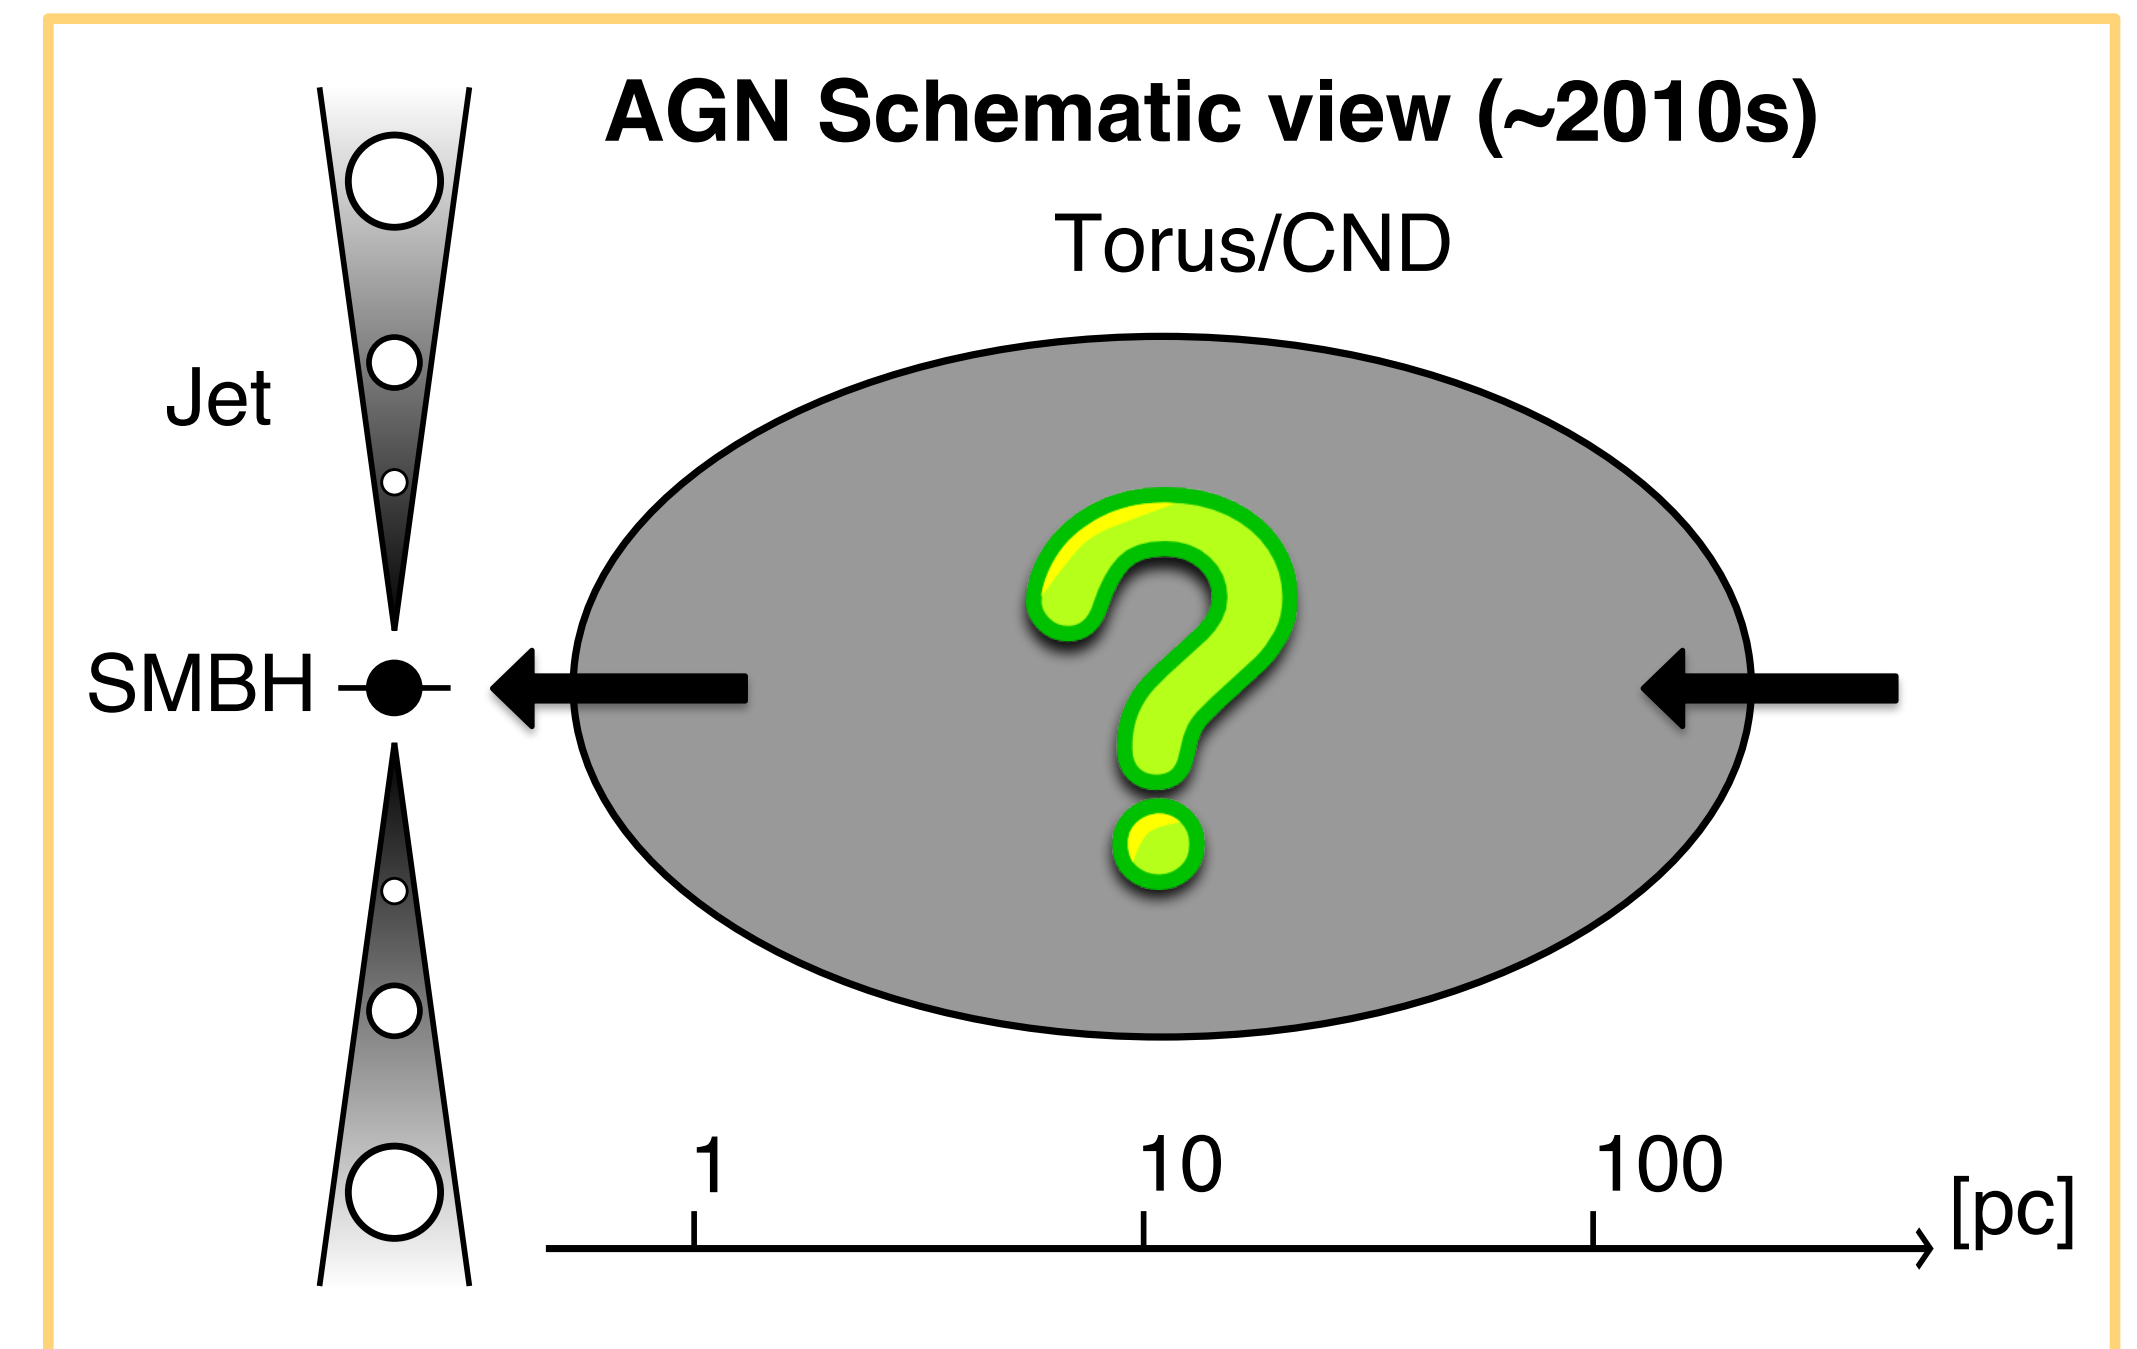 AGN Schematic view (~2010s)
Torus/CND
Jet
?
SMBH
1
10
100
[pc]